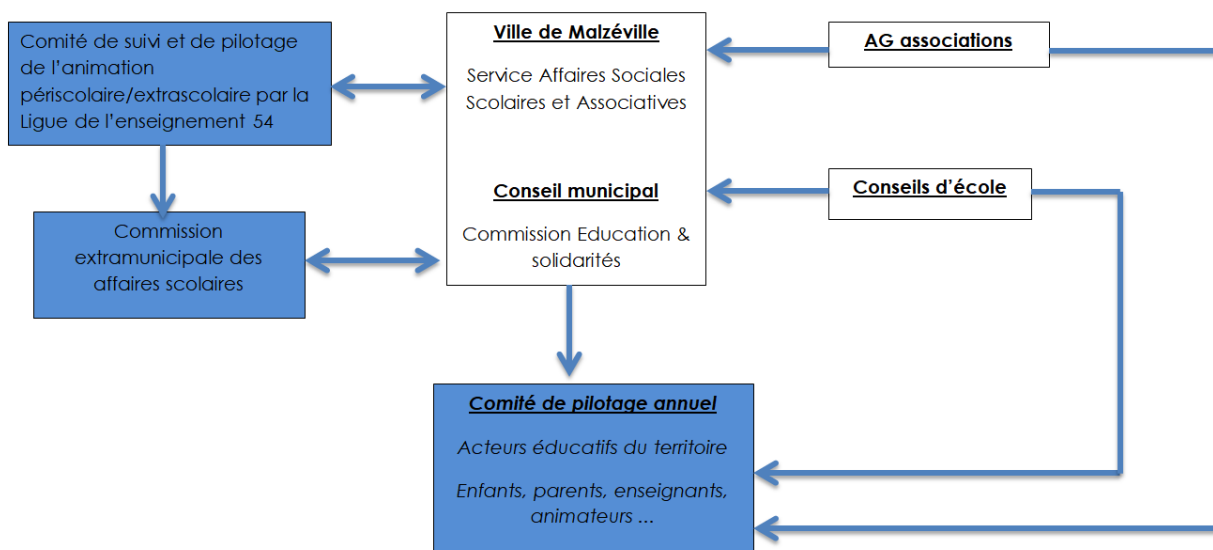 Comité de suivi et de pilotage
de l'animation
périscolaire/extrascolaire par la
Ligue de l'enseignement 54
Ville de Malzéville
Service Affaires Sociales
Scolaires et Associatives
AG associations
Commission
extramunicipale des
affaires scolaires
Conseil municipal
Commission Education &
solidarités
Conseils d'école
Comité de pilotage annuel
Acteurs éducatifs du territoire
Enfants, parents, enseignants,
animateurs ...